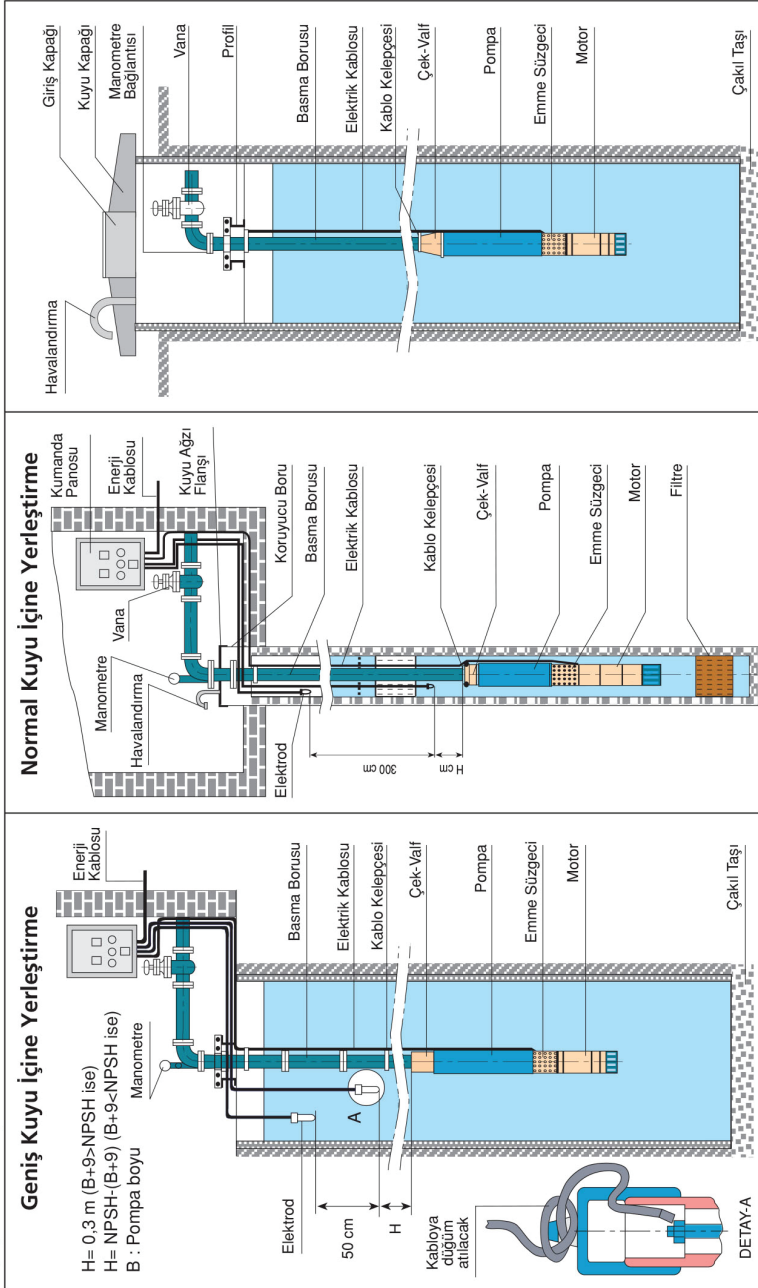 Geniş Kuyu İçine Yerleştirme
H= 0,3 m (B+9>NPSH ise)
H= NPSH-(B+9) (B+9<NPSH ise)
B : Pompa boyu
Manometre
Enerji
Kablosu
Elektrod
50 cm
H
A
Basma Borusu
Elektrik Kablosu
Kablo Kelepçesi
Çek-Valf
Pompa
Emme Süzgeci
Motor
Çakıl Taşı
Kabloya
düğüm
atılacak
DETAY-A
Normal Kuyu İçine Yerleştirme
Kumanda
Panosu
Enerji
Kablosu
Vana
Manometre
Havalandırma
Kuyu Ağzı
Flanşı
Koruyucu Boru
Basma Borusu
Elektrik Kablosu
Elektrod
300 cm
H cm
Kablo Kelepçesi
Çek-Valf
Pompa
Emme Süzgeci
Motor
Filtre
Havalandırma
Giriş Kapağı
Kuyu Kapağı
Manometre
Bağlantısı
Vana
Profil
Basma Borusu
Elektrik Kablosu
Kablo Kelepçesi
Çek-Valf
Pompa
Emme Süzgeci
Motor
Çakıl Taşı